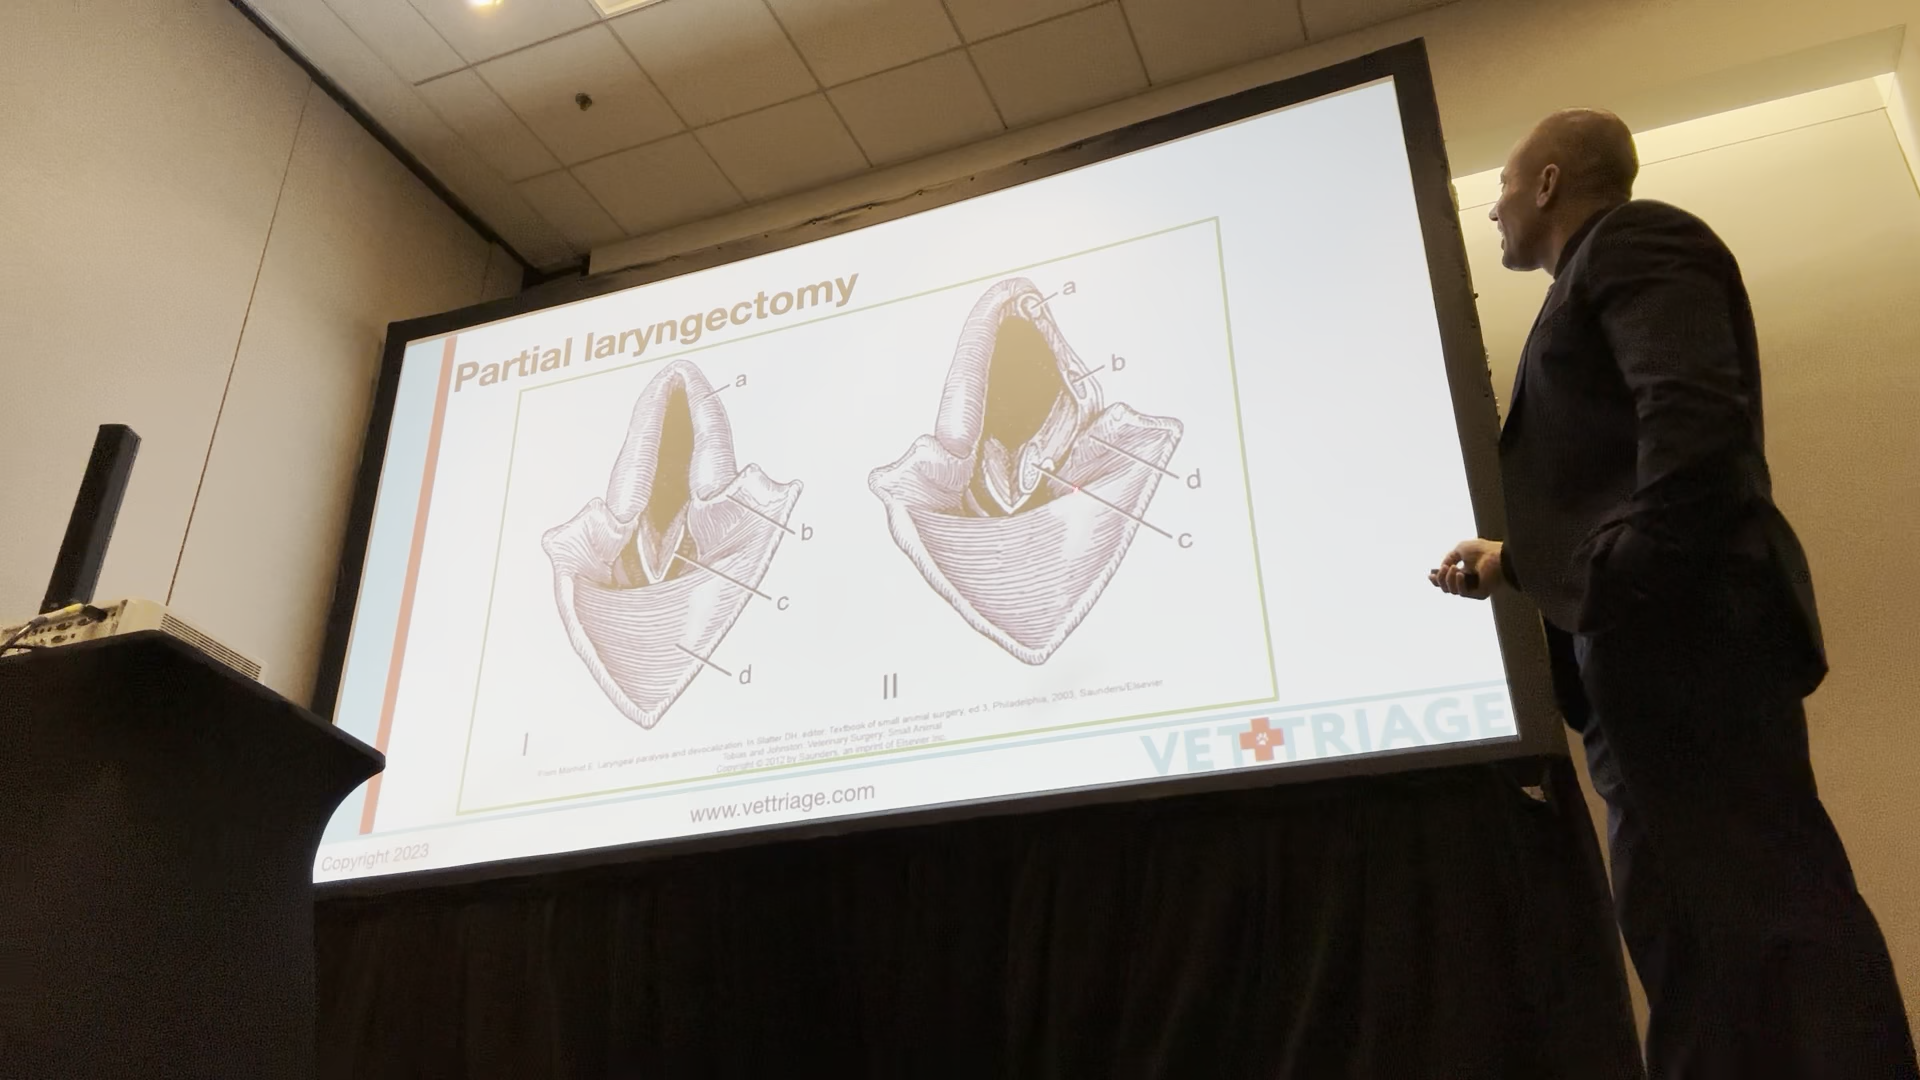 Partial laryngectomy
a
b
c
d
I
a
b
d
c
II
From Monnet E: Laryngeal paralysis and devocalization. In Slatter DH, editor: Textbook of small animal surgery, ed 3, Philadelphia, 2003, Saunders/Elsevier.
Tobias and Johnston: Veterinary Surgery: Small Animal
Copyright © 2012 by Saunders, an imprint of Elsevier Inc.
VET TRIAGE
www.vettriage.com
Copyright 2023